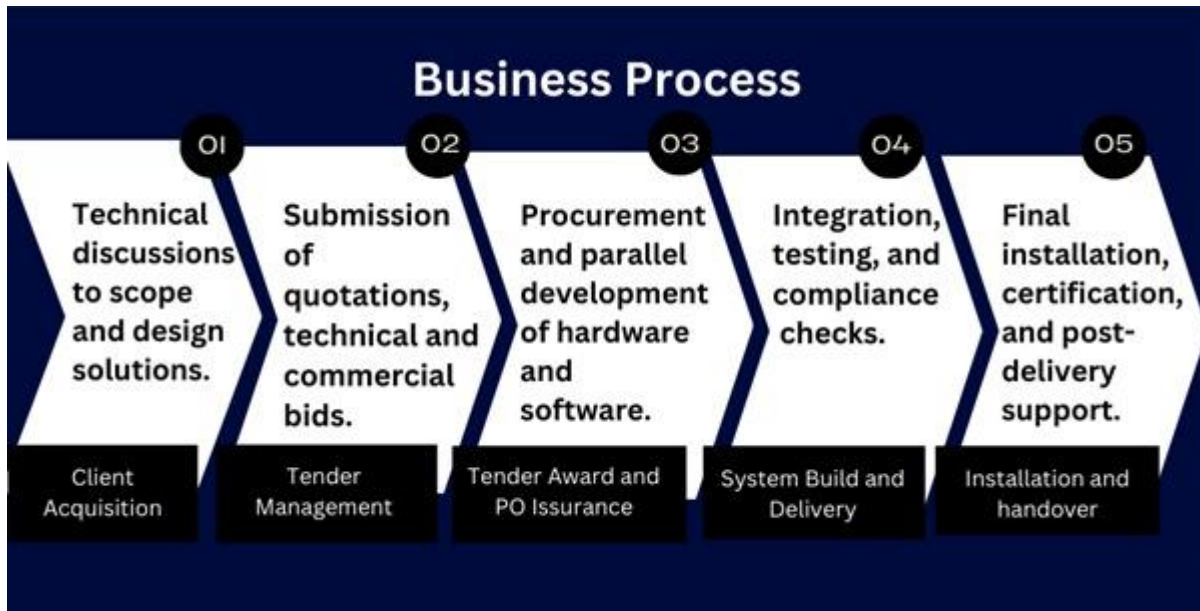 Business Process
01
Technical
discussions
to scope
and design
solutions.
Client
Acquisition
02
Submission
of
quotations,
technical and
commercial
bids.
Tender
Management
03
Procurement
and parallel
development
of hardware
and
software.
Tender Award and
PO Issurance
04
Integration,
testing, and
compliance
checks.
System Build and
Delivery
05
Final
installation,
certification,
and post-
delivery
support.
Installation and
handover